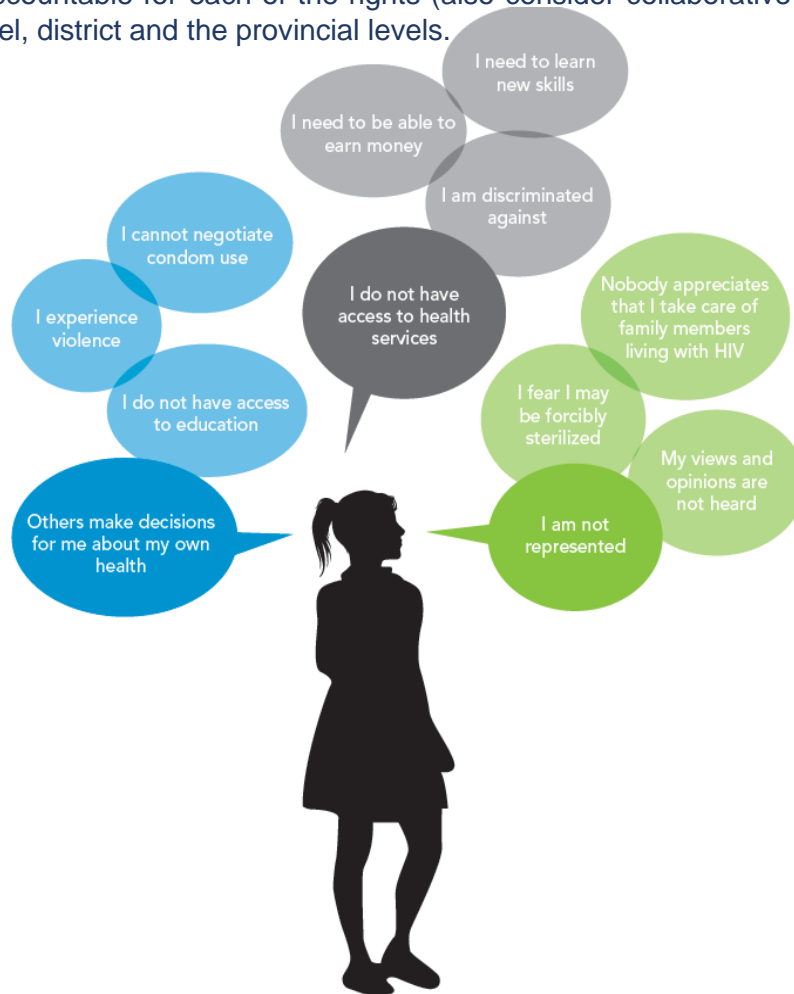 ccountable for each of the rights (also consider collaborative
el, district and the provincial levels.
I need to learn
new skills
I need to be able to
earn money
I am discriminated
against
I cannot negotiate
condom use
I experience
violence
I do not have access
to education
Others make decisions
for me about my own
health
I do not have
access to health
services
Nobody appreciates
that I take care of
family members
living with HIV
I fear I may
be forcibly
sterilized
My views and
opinions are
not heard
I am not
represented